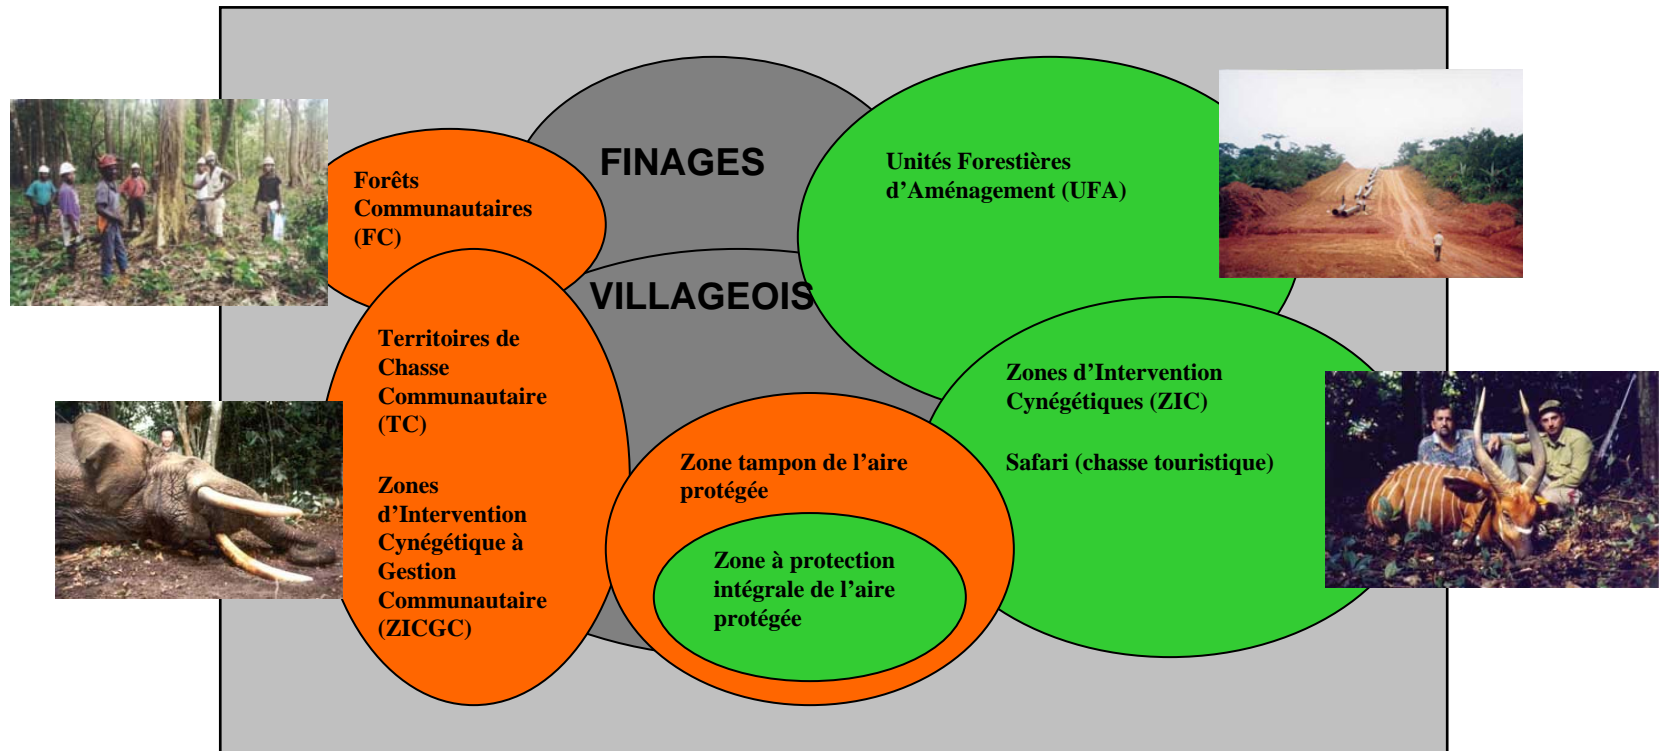 FINAGES
VILLAGEOIS
Forêts
Communautaires
(FC)
Unités Forestières
d’Aménagement (UFA)
Territoires de
Chasse
Communautaire
(TC)
Zones
d’Intervention
Cynégétique à
Gestion
Communautaire
(ZICGC)
Zone tampon de l’aire
protégée
Zone à protection
intégrale de l’aire
protégée
Zones d’Intervention
Cynégétiques (ZIC)
Safari (chasse touristique)